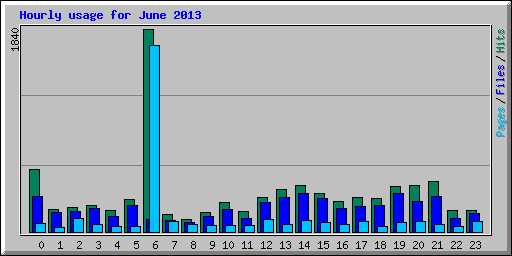 Hourly usage for June 2013
1840
Pages/Files/Hits
0 1 2 3 4 5 6 7 8 9 10 11 12 13 14 15 16 17 18 19 20 21 22 23